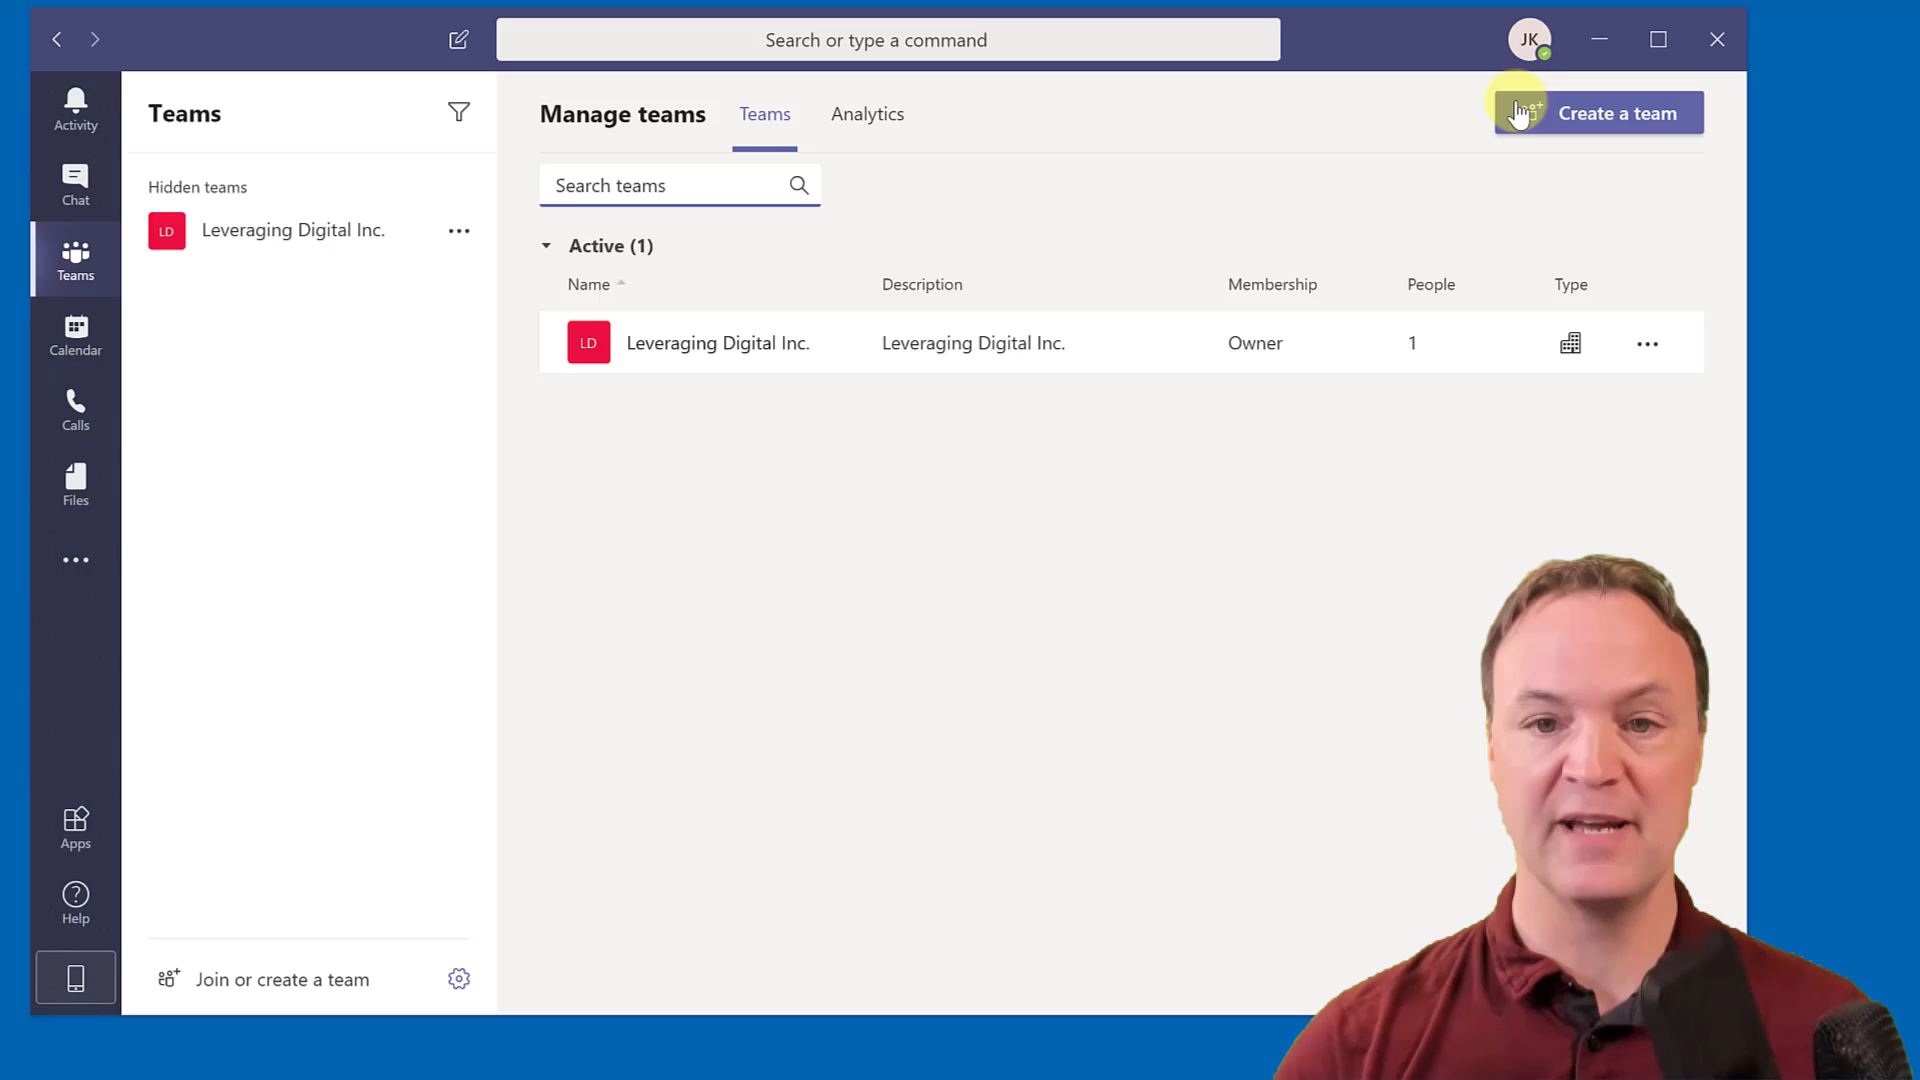 Search or type a command
JK
Activity
Chat
Teams
Calendar
Calls
Files
Apps
Help
Teams
Hidden teams
LD Leveraging Digital Inc.
Join or create a team
Manage teams Teams Analytics
Create a team
Search teams
Active (1)
Name Description Membership People Type
LD Leveraging Digital Inc. Leveraging Digital Inc. Owner 1